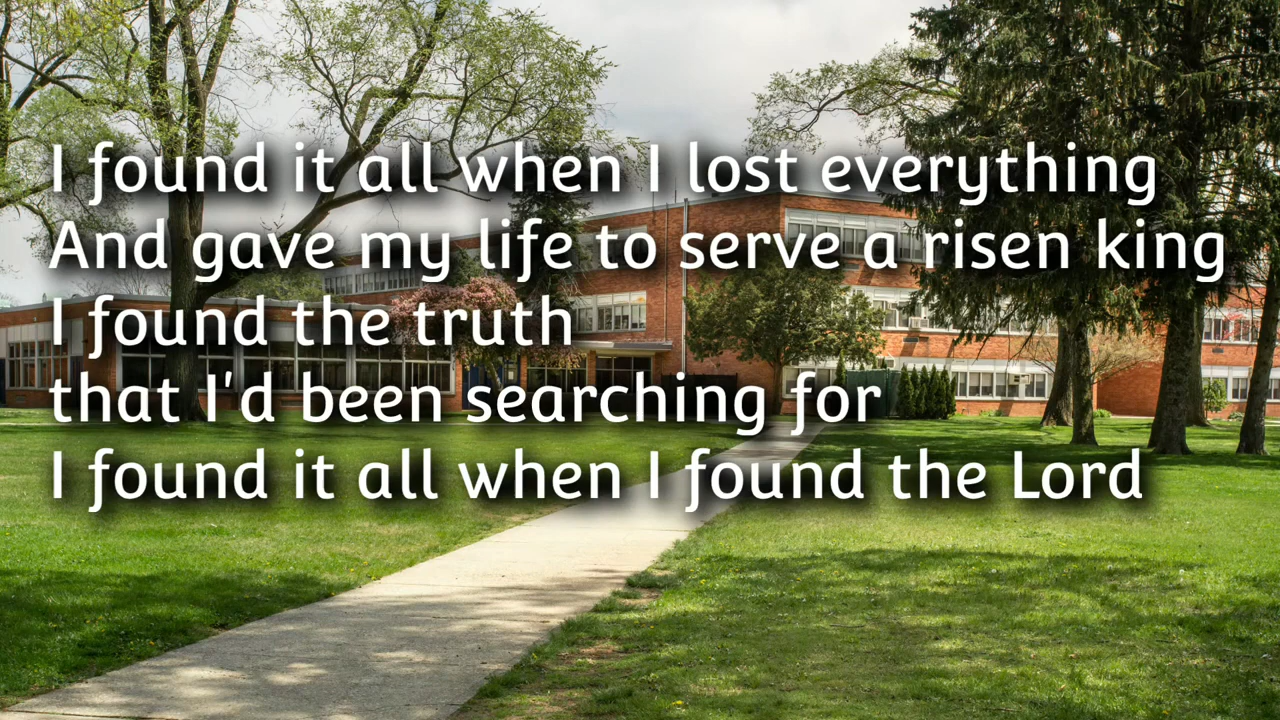 I found it all when I lost everything
And gave my life to serve a risen king
I found the truth
that I'd been searching for
I found it all when I found the Lord